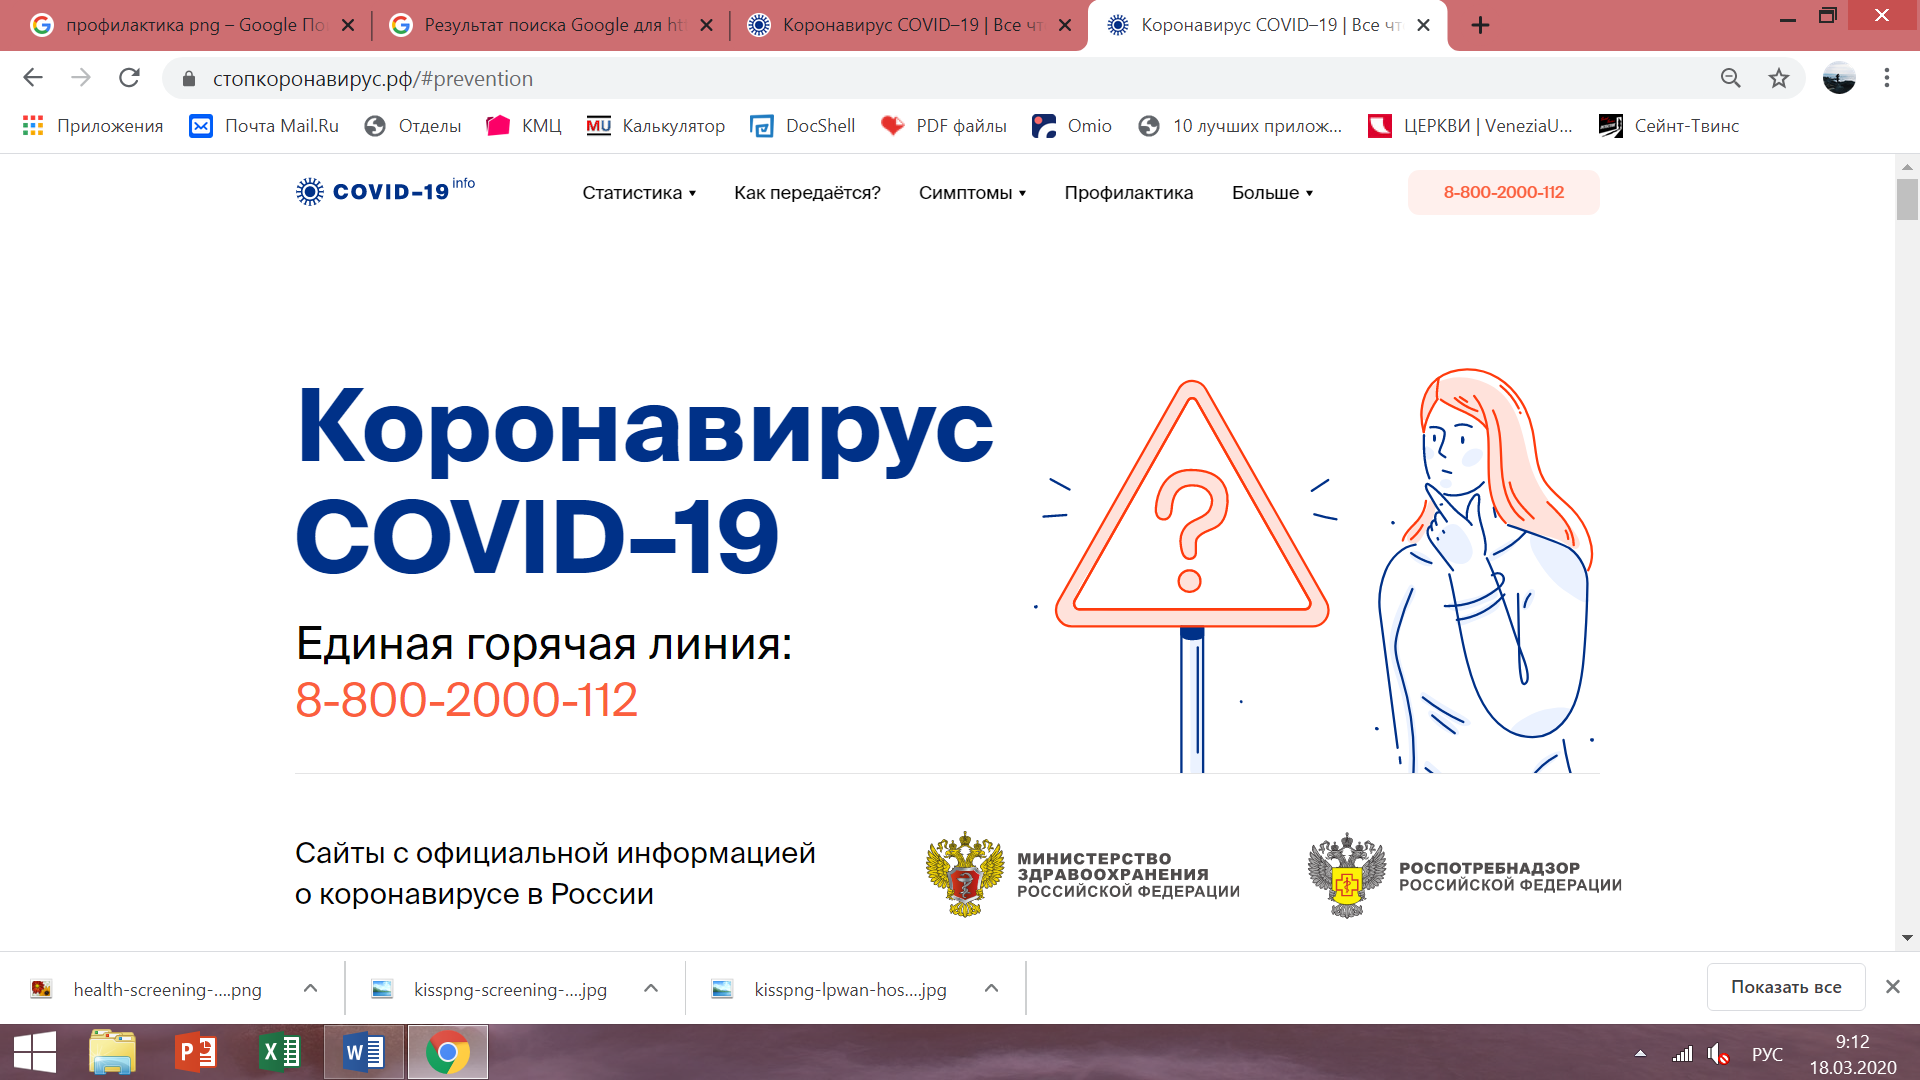 профилактика png – Google По
Результат поиска Google для ht
Коронавирус COVID–19 | Все чт
Коронавирус COVID–19 | Все чт
стопкоронавирус.рф/#prevention
Приложения
Почта Mail.Ru
Отделы
КМЦ
MU Калькулятор
DocShell
PDF файлы
Omio
10 лучших прилож...
ЦЕРКВИ | VeneziaU...
Сейнт-Твинс
COVID–19 info
Статистика
Как передаётся?
Симптомы
Профилактика
Больше
8-800-2000-112
Коронавирус
COVID–19
Единая горячая линия:
8-800-2000-112
?
Сайты с официальной информацией
о коронавирусе в России
МИНИСТЕРСТВО
ЗДРАВООХРАНЕНИЯ
РОССИЙСКОЙ ФЕДЕРАЦИИ
РОСПОТРЕБНАДЗОР
РОССИЙСКОЙ ФЕДЕРАЦИИ
health-screening-....png
kisspng-screening-....jpg
kisspng-lpwan-hos....jpg
Показать все
РУС
9:12
18.03.2020